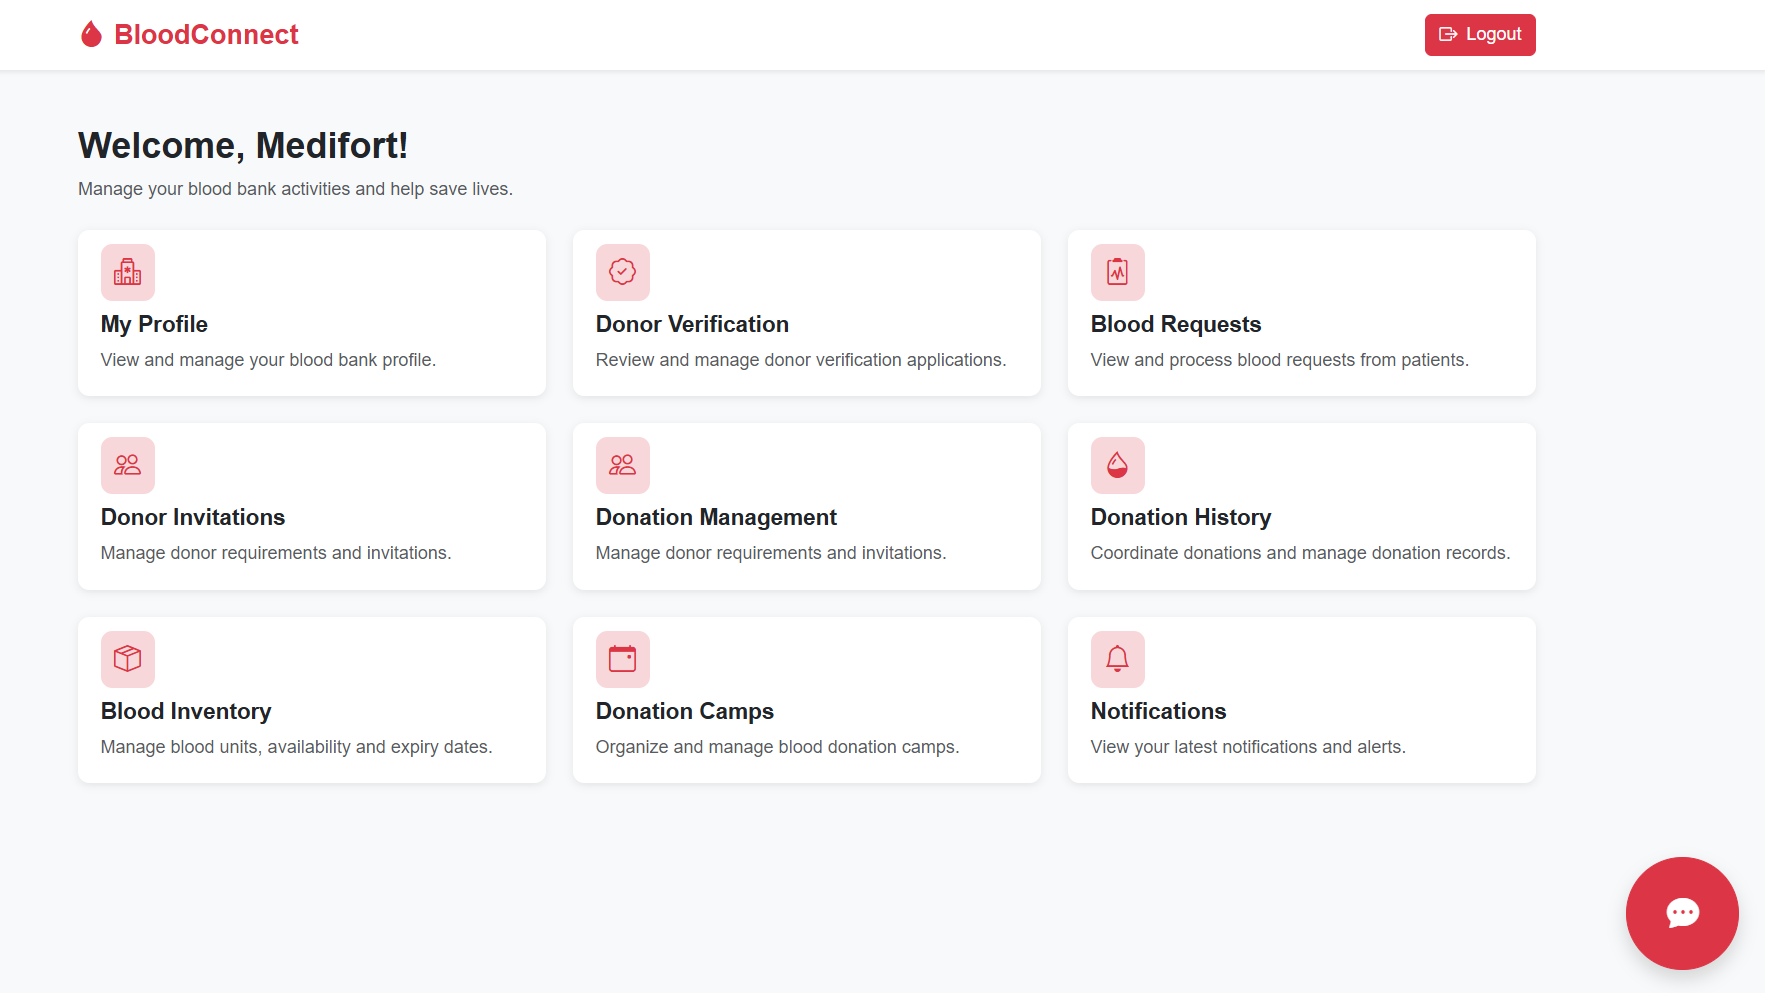 BloodConnect
Logout
Welcome, Medifort!
Manage your blood bank activities and help save lives.
My Profile
View and manage your blood bank profile.
Donor Verification
Review and manage donor verification applications.
Blood Requests
View and process blood requests from patients.
Donor Invitations
Manage donor requirements and invitations.
Donation Management
Manage donor requirements and invitations.
Donation History
Coordinate donations and manage donation records.
Blood Inventory
Manage blood units, availability and expiry dates.
Donation Camps
Organize and manage blood donation camps.
Notifications
View your latest notifications and alerts.